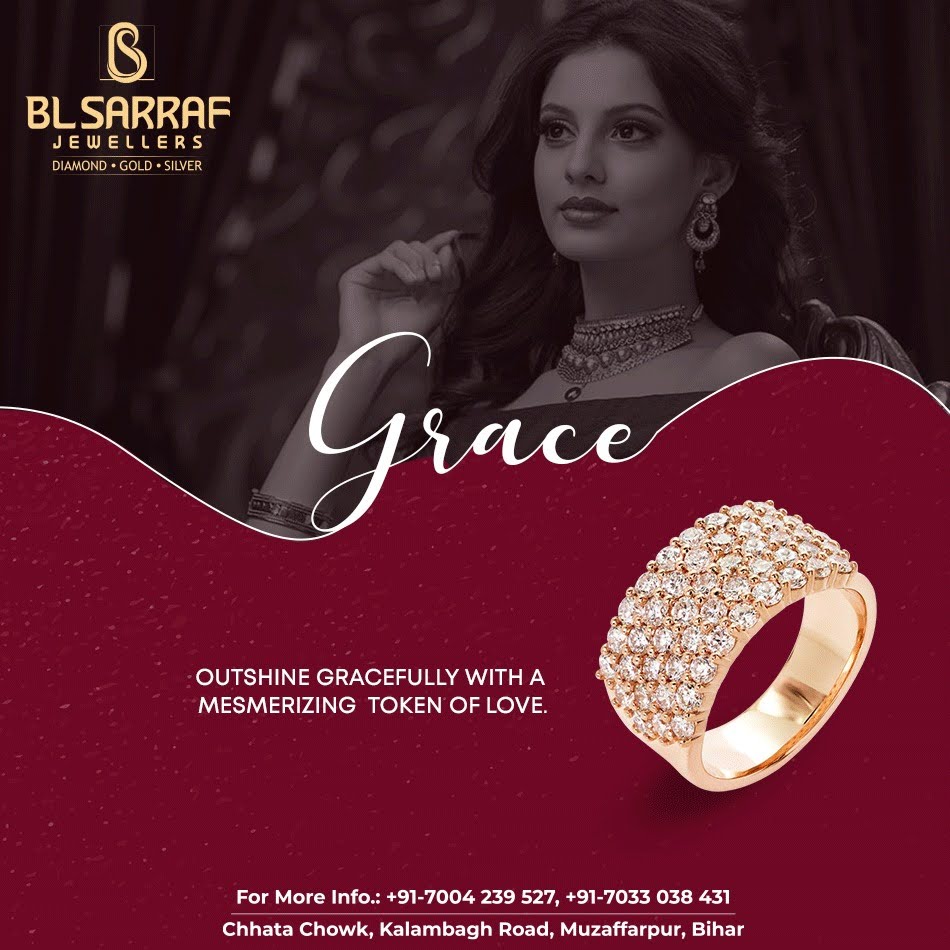 BL SARRAF
JEWELLERS
DIAMOND • GOLD • SILVER
Grace
OUTSHINE GRACEFULLY WITH A
MESMERIZING TOKEN OF LOVE.
For More Info.: +91-7004 239 527, +91-7033 038 431
Chhata Chowk, Kalambagh Road, Muzaffarpur, Bihar